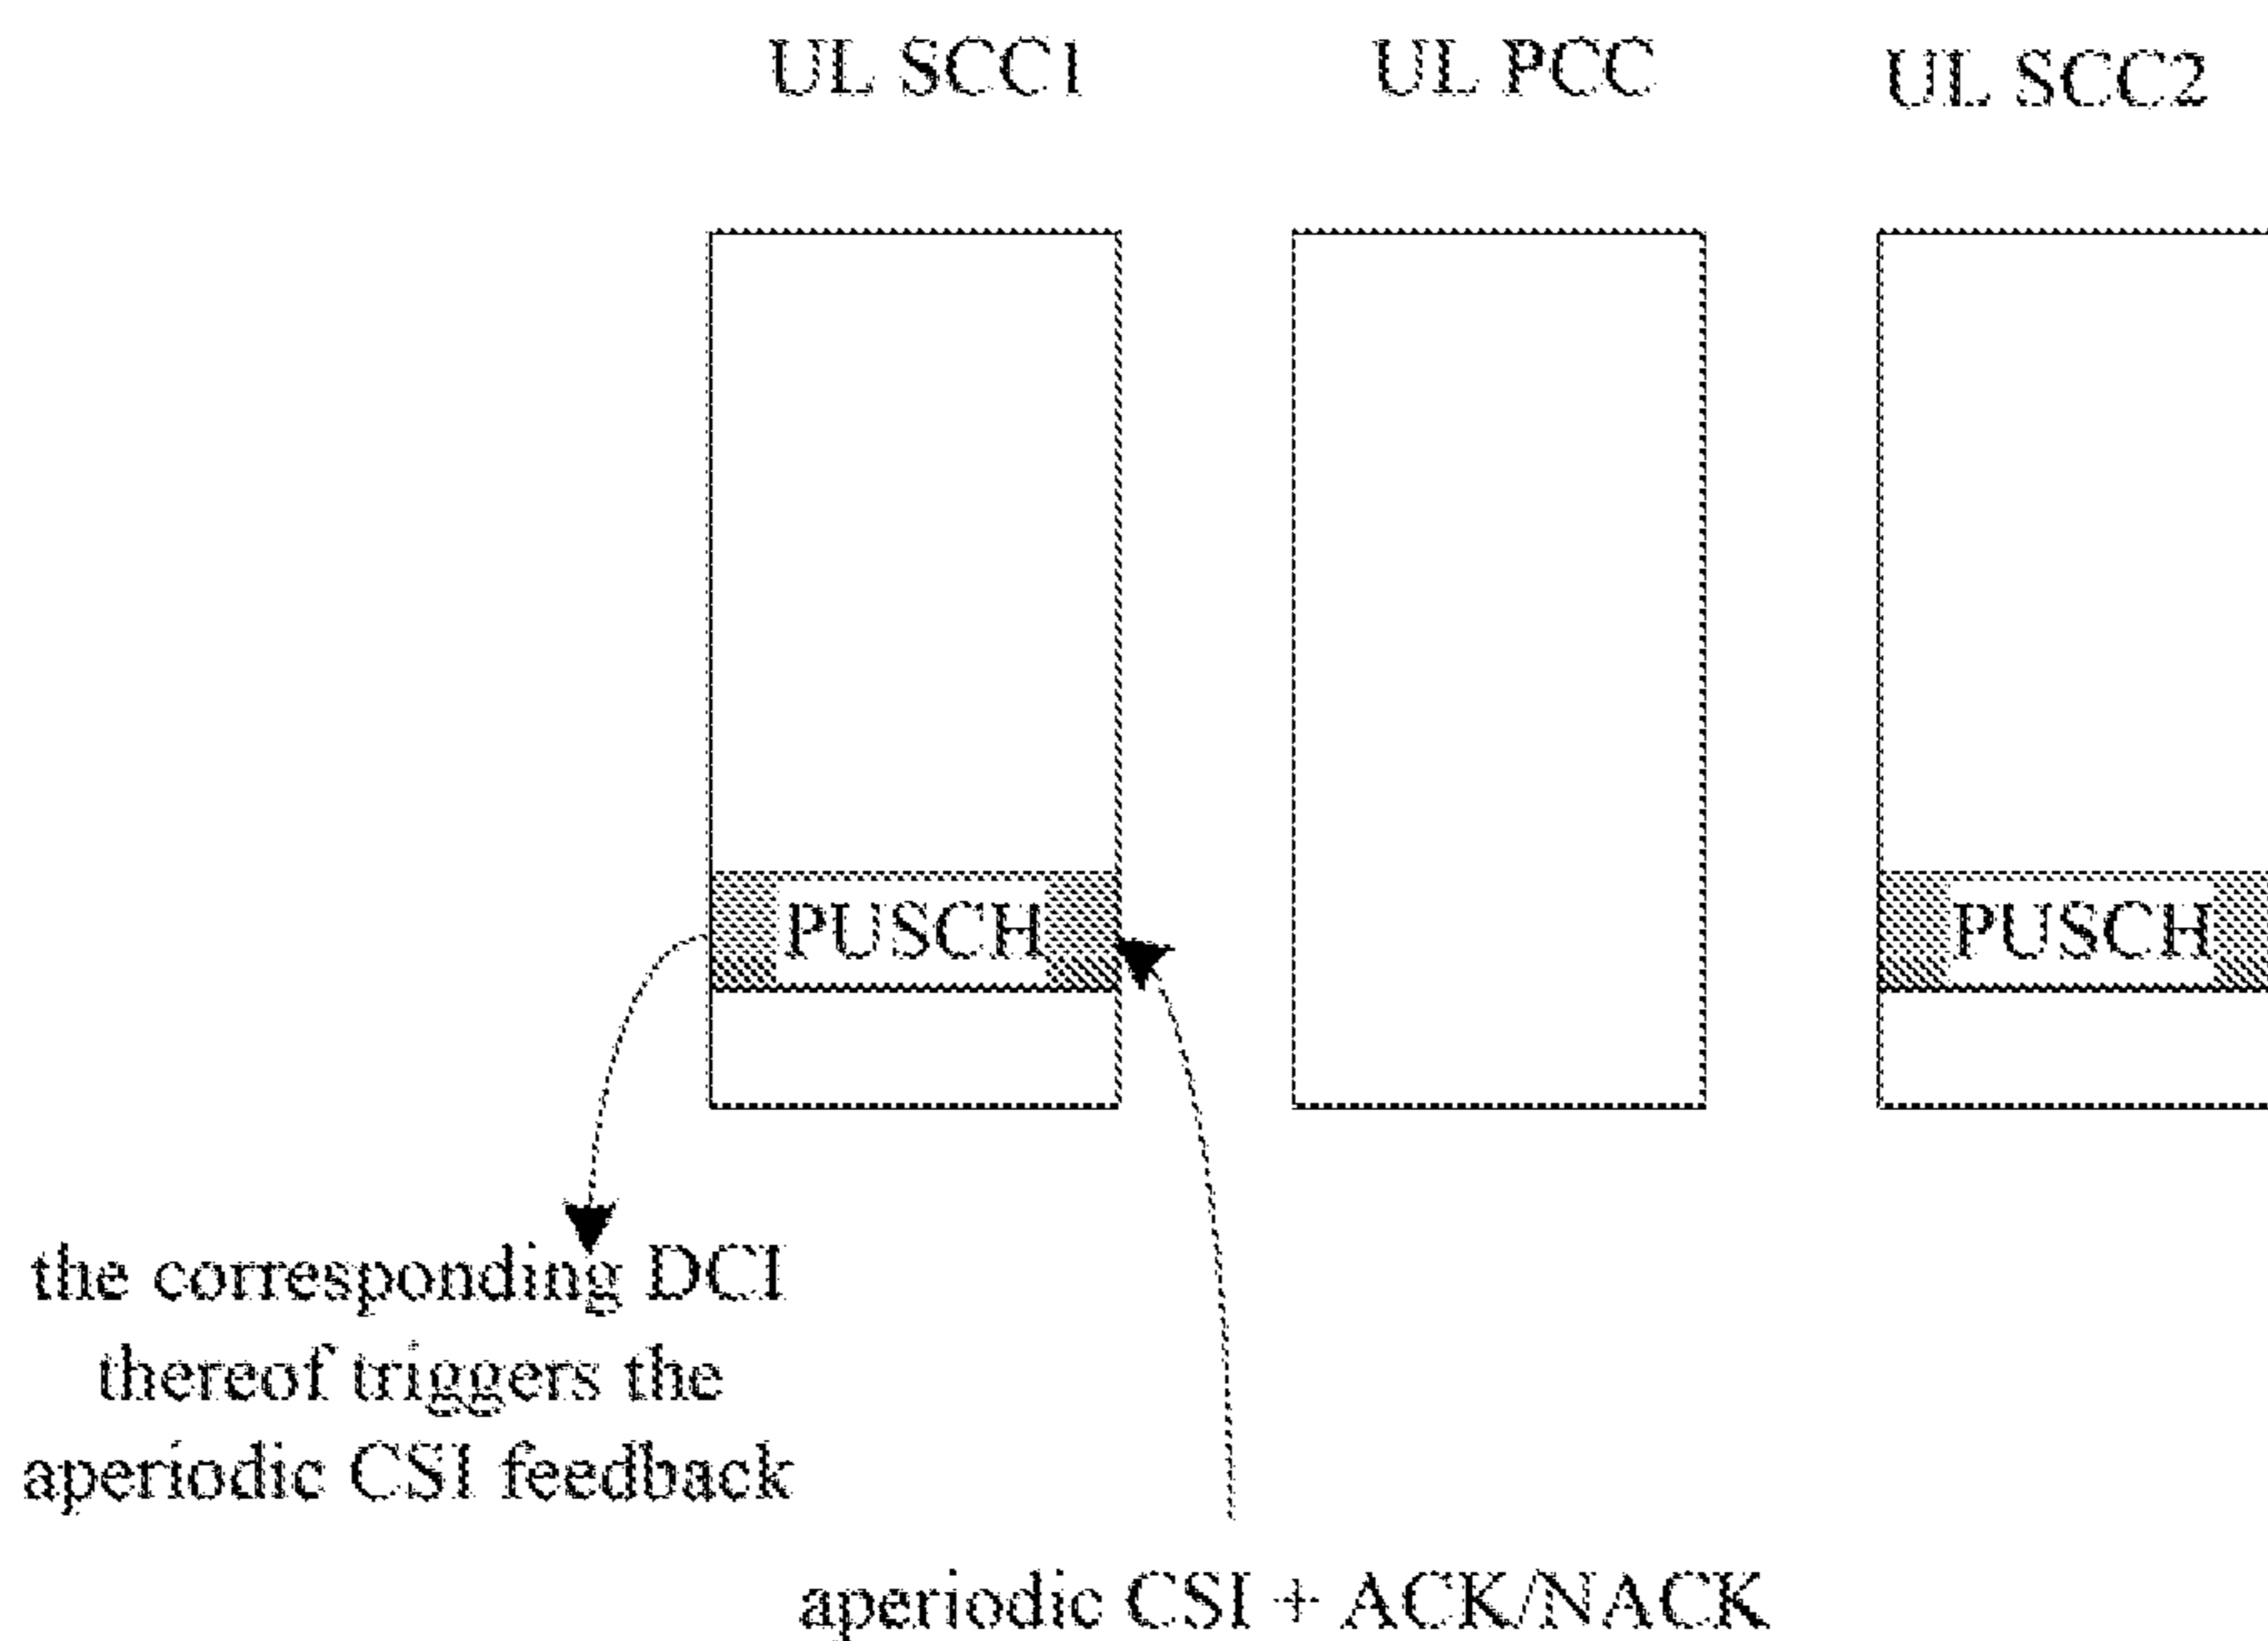 UL SCC1
UL PCC
UL SCC2
PUSCH
PUSCH
the corresponding DCI
thereof triggers the
aperiodic CSI feedback
aperiodic CSI + ACK/NACK